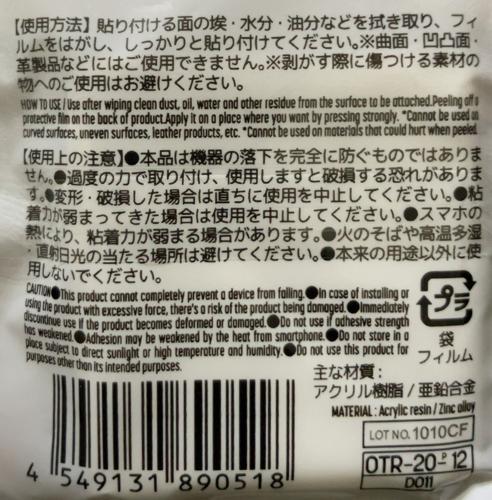 【使用方法】貼り付ける面の埃・水分・油分などを拭き取り、フィ
ルムをはがし、しっかりと貼り付けてください。※曲面・凹凸面・
革製品などにはご使用できません。※剥がす際に傷つける素材の
物へのご使用はお避けください。
HOW TO USE / Use after wiping clean dust, oil, water and other residue from the surface to be attached.Peeling off a
protective film on the back of product.Apply it on a place where you want by pressing strongly. *Cannot be used on
curved surfaces, uneven surfaces, leather products, etc. *Cannot be used on materials that could hurt when peeled.
【使用上の注意】●本品は機器の落下を完全に防ぐものではありま
せん。●過度の力で取り付け、使用しますと破損する恐れがありま
す。●変形・破損した場合は直ちに使用を中止してください。●粘
着力が弱まってきた場合は使用を中止してください。●スマホの
熱により、粘着力が弱まる場合があります。●火のそばや高温多湿
・直射日光の当たる場所は避けてください。●本来の用途以外に使
用しないでください。
CAUTION●This product cannot completely prevent a device from falling.●In case of installing or
using the product with excessive force, there's a risk of the product being damaged.●Immediately
discontinue use if the product becomes deformed or damaged.●Do not use if adhesive strength
has weakened.●Adhesion may be weakened by the heat from smartphone.●Do not store in a
place subject to direct sunlight or high temperature and humidity.●Do not use this product for
purposes other than its intended purposes.
プラ
袋
フィルム
主な材質:
アクリル樹脂 / 亜鉛合金
MATERIAL : Acrylic resin / Zinc alloy
LOT NO. 1010CF
OTR-20-P12
D011
4 549131 890518